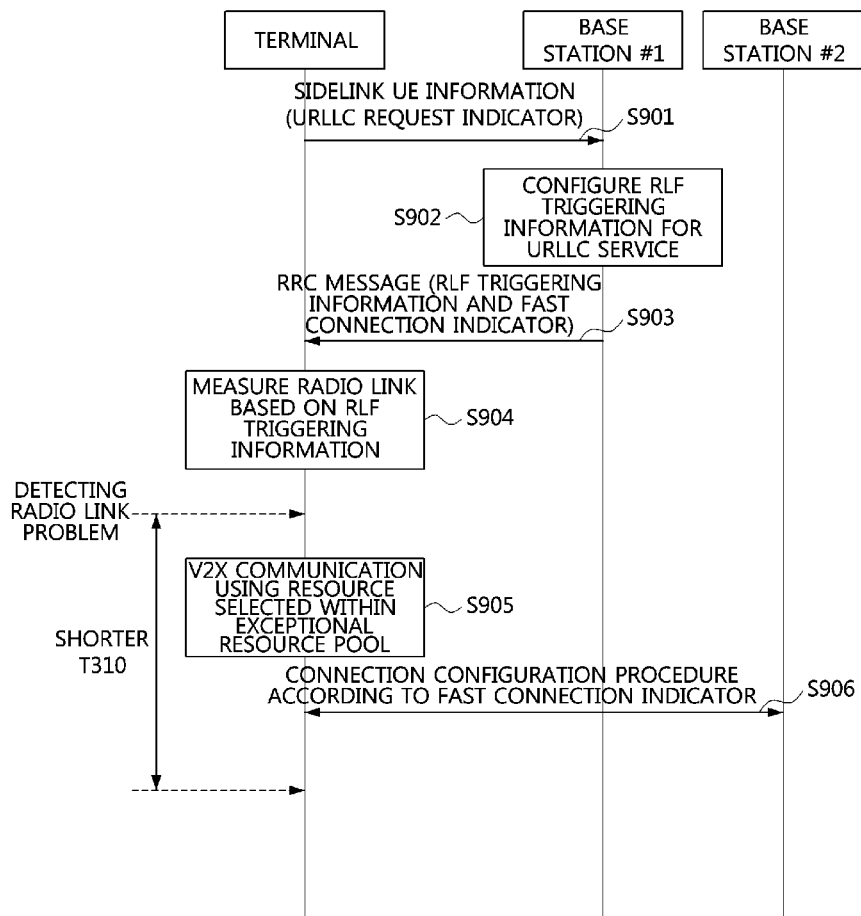 TERMINAL
BASE
STATION #1
BASE
STATION #2
SIDELINK UE INFORMATION
(URLLC REQUEST INDICATOR)
S901
CONFIGURE RLF
TRIGGERING
INFORMATION FOR
URLLC SERVICE
S902
RRC MESSAGE (RLF TRIGGERING
INFORMATION AND FAST
CONNECTION INDICATOR)
S903
MEASURE RADIO LINK
BASED ON RLF
TRIGGERING
INFORMATION
S904
DETECTING
RADIO LINK
PROBLEM
V2X COMMUNICATION
USING RESOURCE
SELECTED WITHIN
EXCEPTIONAL
RESOURCE POOL
S905
SHORTER
T310
CONNECTION CONFIGURATION PROCEDURE
ACCORDING TO FAST CONNECTION INDICATOR
S906